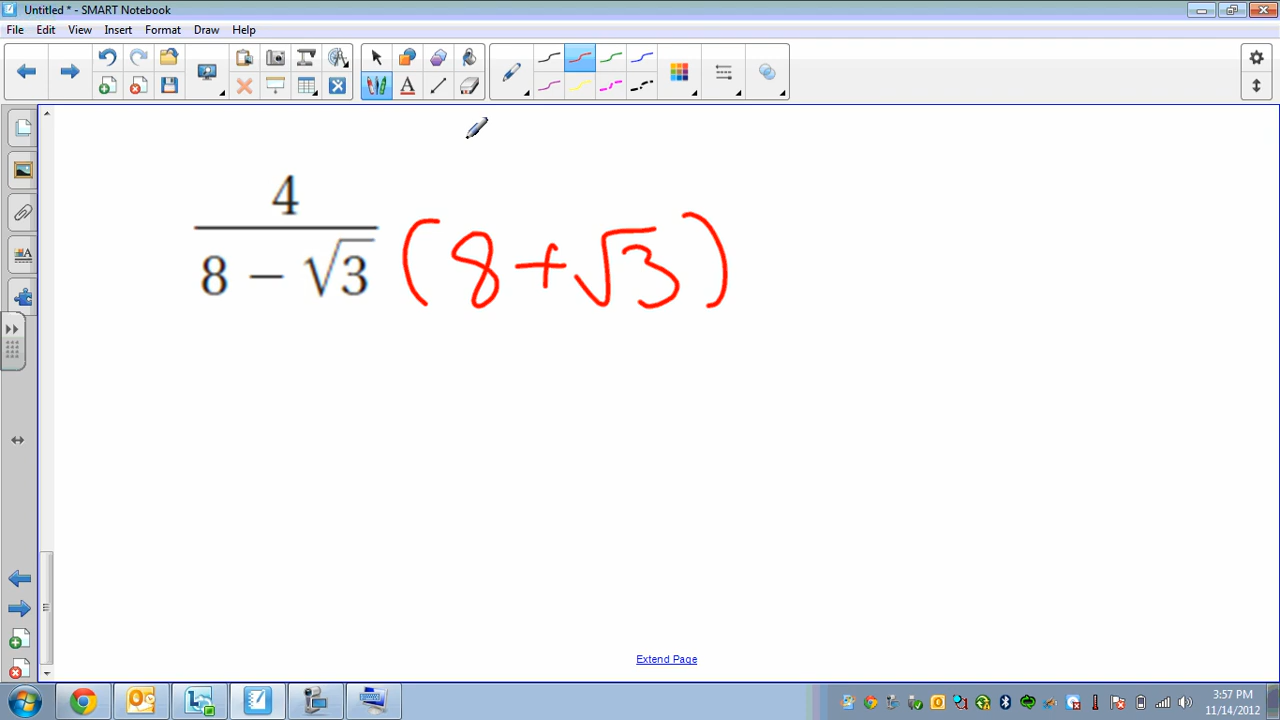 Untitled * - SMART Notebook
File Edit View Insert Format Draw Help
4
8 − √3 (8 + √3)
Extend Page
3:57 PM
11/14/2012